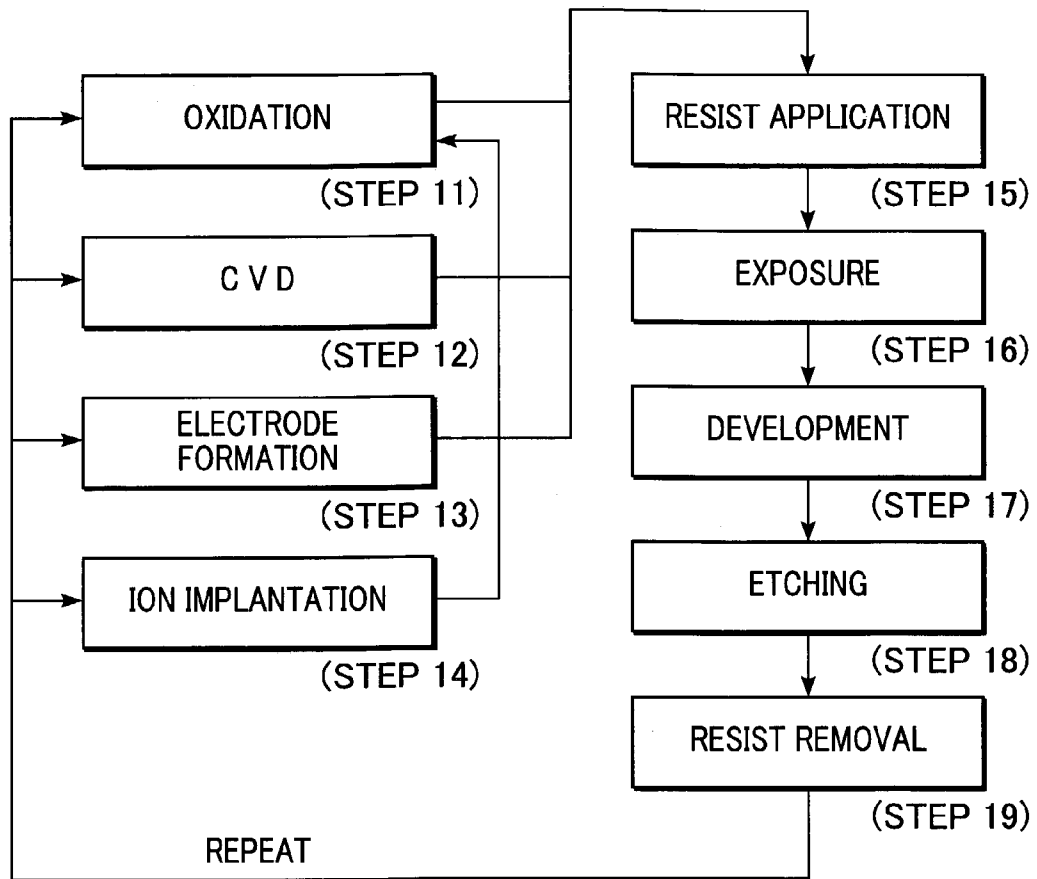 OXIDATION
(STEP 11)
C V D
(STEP 12)
ELECTRODE
FORMATION
(STEP 13)
ION IMPLANTATION
(STEP 14)
RESIST APPLICATION
(STEP 15)
EXPOSURE
(STEP 16)
DEVELOPMENT
(STEP 17)
ETCHING
(STEP 18)
RESIST REMOVAL
(STEP 19)
REPEAT